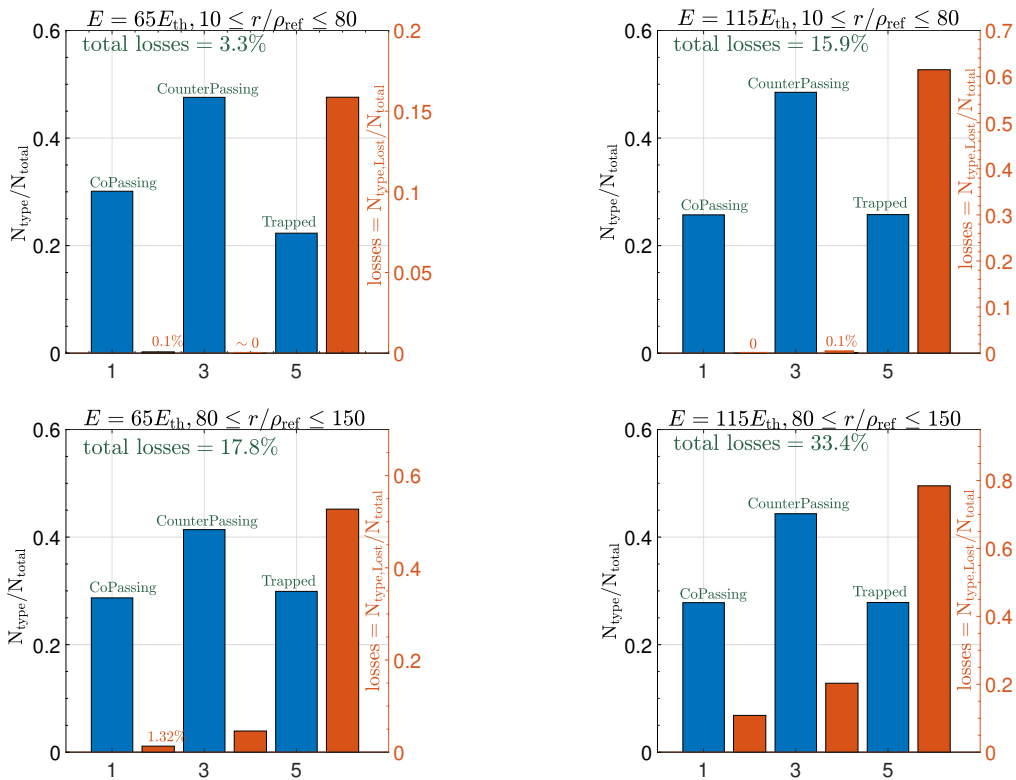 E = 65E_th, 10 ≤ r/ρ_ref ≤ 80
total losses = 3.3%
0.6
0.4
0.2
0
N_type/N_total
CoPassing
CounterPassing
Trapped
0.1%
∼ 0
1
3
5
0.2
0.15
0.1
0.05
0
losses = N_type,Lost/N_total
E = 115E_th, 10 ≤ r/ρ_ref ≤ 80
total losses = 15.9%
0.6
0.4
0.2
0
N_type/N_total
CoPassing
CounterPassing
Trapped
0
0.1%
1
3
5
0.7
0.6
0.5
0.4
0.3
0.2
0.1
0
losses = N_type,Lost/N_total
E = 65E_th, 80 ≤ r/ρ_ref ≤ 150
total losses = 17.8%
0.6
0.4
0.2
0
N_type/N_total
CoPassing
CounterPassing
Trapped
1.32%
1
3
5
0.6
0.4
0.2
0
losses = N_type,Lost/N_total
E = 115E_th, 80 ≤ r/ρ_ref ≤ 150
total losses = 33.4%
0.6
0.4
0.2
0
N_type/N_total
CoPassing
CounterPassing
Trapped
1
3
5
0.8
0.6
0.4
0.2
0
losses = N_type,Lost/N_total